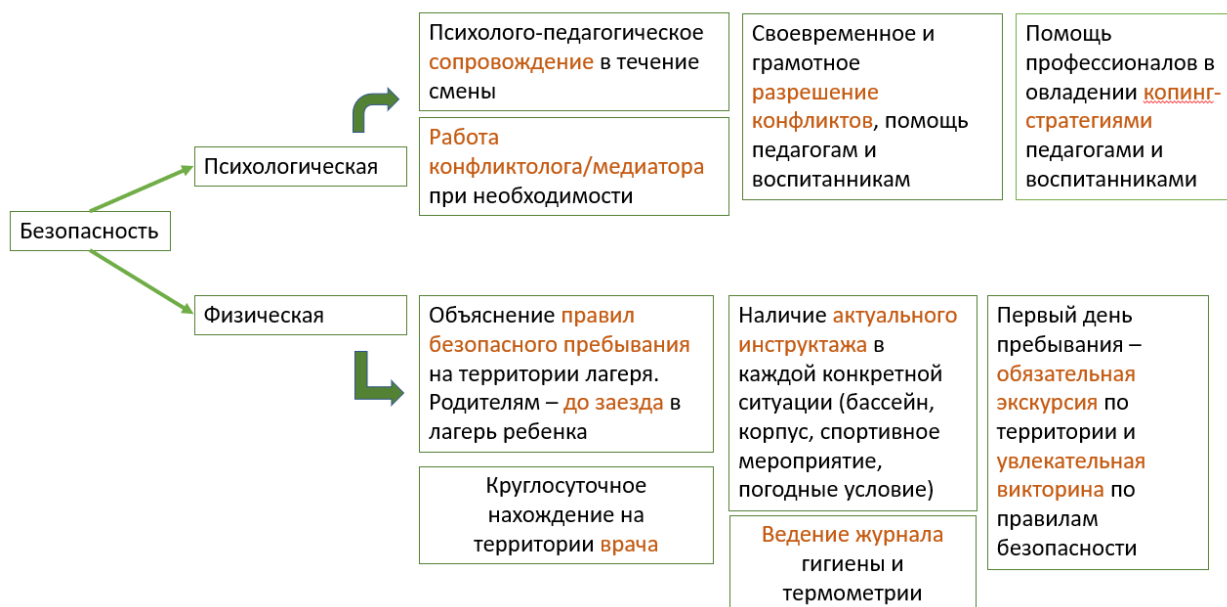 Безопасность
Психологическая
Психолого-педагогическое
сопровождение в течение
смены
Работа
конфликтолога/медиатора
при необходимости
Своевременное и
грамотное
разрешение
конфликтов, помощь
педагогам и
воспитанникам
Помощь
профессионалов в
овладении копинг-
стратегиями
педагогами и
воспитанниками
Физическая
Объяснение правил
безопасного пребывания
на территории лагеря.
Родителям – до заезда в
лагерь ребенка
Круглосуточное
нахождение на
территории врача
Наличие актуального
инструктажа в
каждой конкретной
ситуации (бассейн,
корпус, спортивное
мероприятие,
погодные условие)
Ведение журнала
гигиены и
термометрии
Первый день
пребывания –
обязательная
экскурсия по
территории и
увлекательная
викторина по
правилам
безопасности